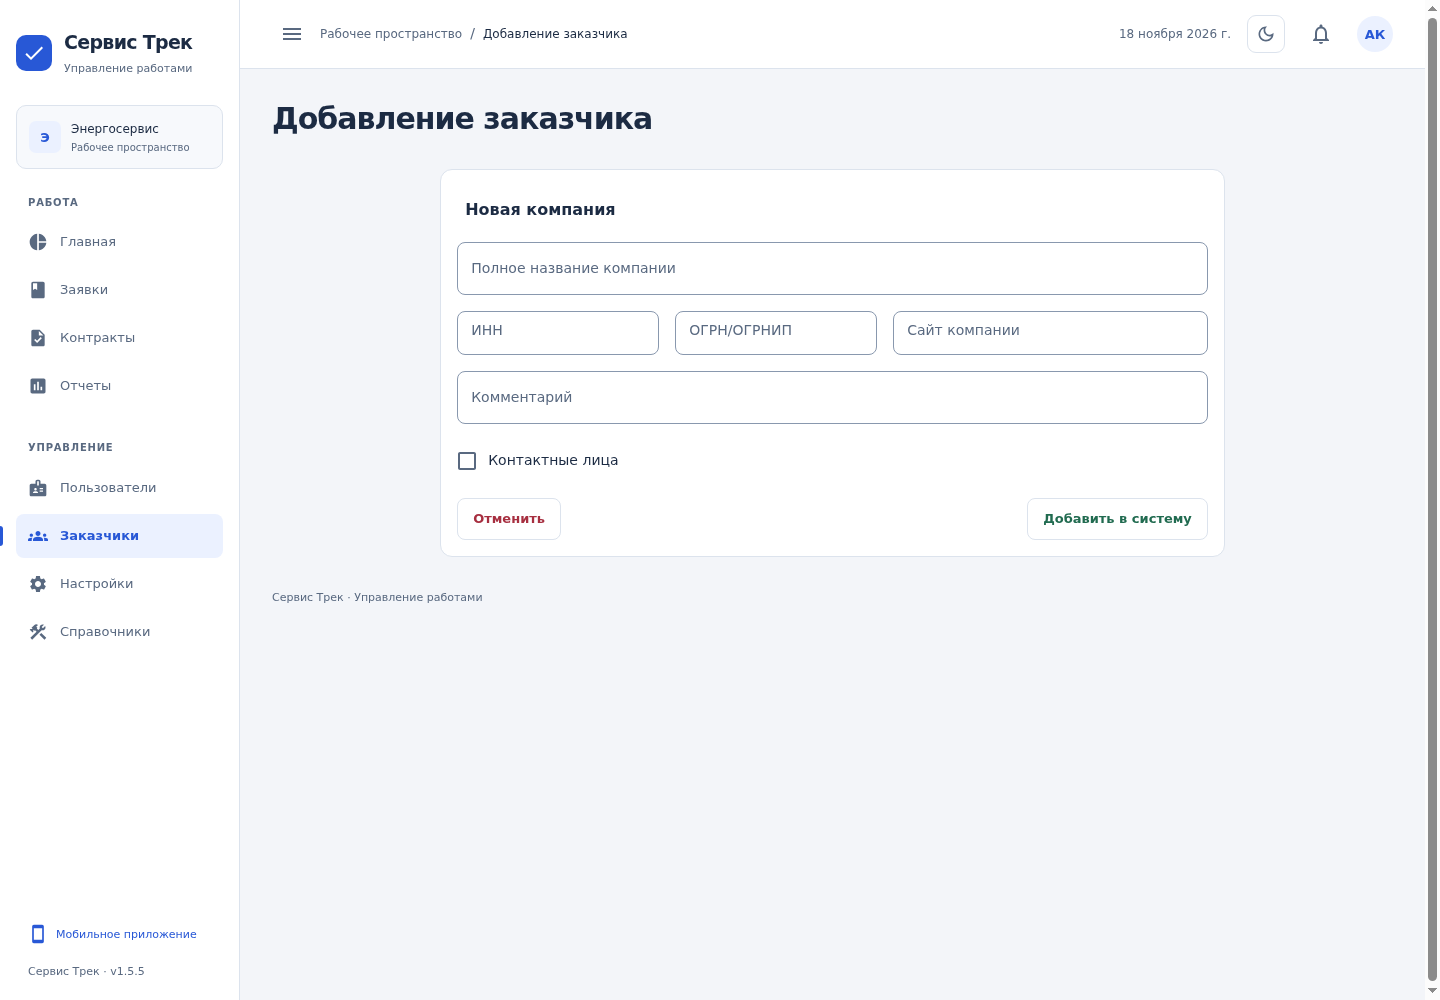 Сервис Трек
Управление работами
Э
Энергосервис
Рабочее пространство
РАБОТА
Главная
Заявки
Контракты
Отчеты
УПРАВЛЕНИЕ
Пользователи
Заказчики
Настройки
Справочники
Мобильное приложение
Сервис Трек · v1.5.5
Рабочее пространство / Добавление заказчика
18 ноября 2026 г.
АК
Добавление заказчика
Новая компания
Полное название компании
ИНН
ОГРН/ОГРНИП
Сайт компании
Комментарий
Контактные лица
Отменить
Добавить в систему
Сервис Трек · Управление работами